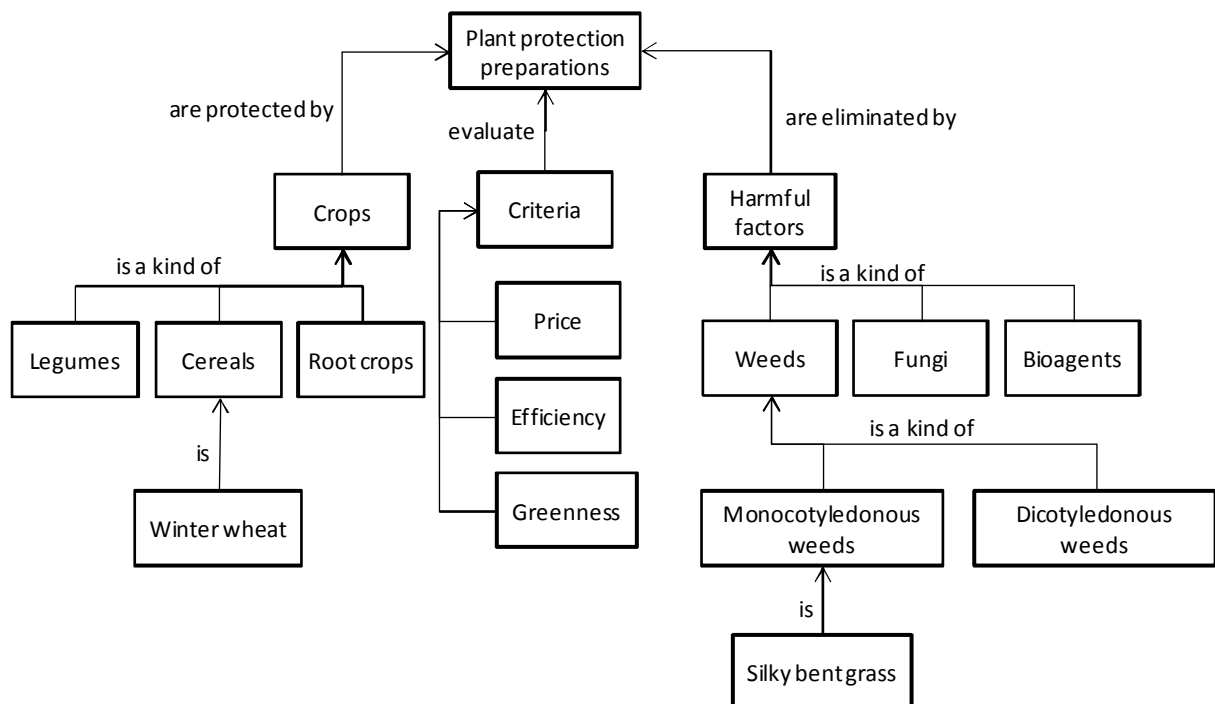 Plant protection
preparations
are protected by
evaluate
are eliminated by
Crops
Criteria
Harmful
factors
is a kind of
is a kind of
Legumes
Cereals
Root crops
Price
Weeds
Fungi
Bioagents
Efficiency
is
is a kind of
Winter wheat
Greenness
Monocotyledonous
weeds
Dicotyledonous
weeds
is
Silky bent grass